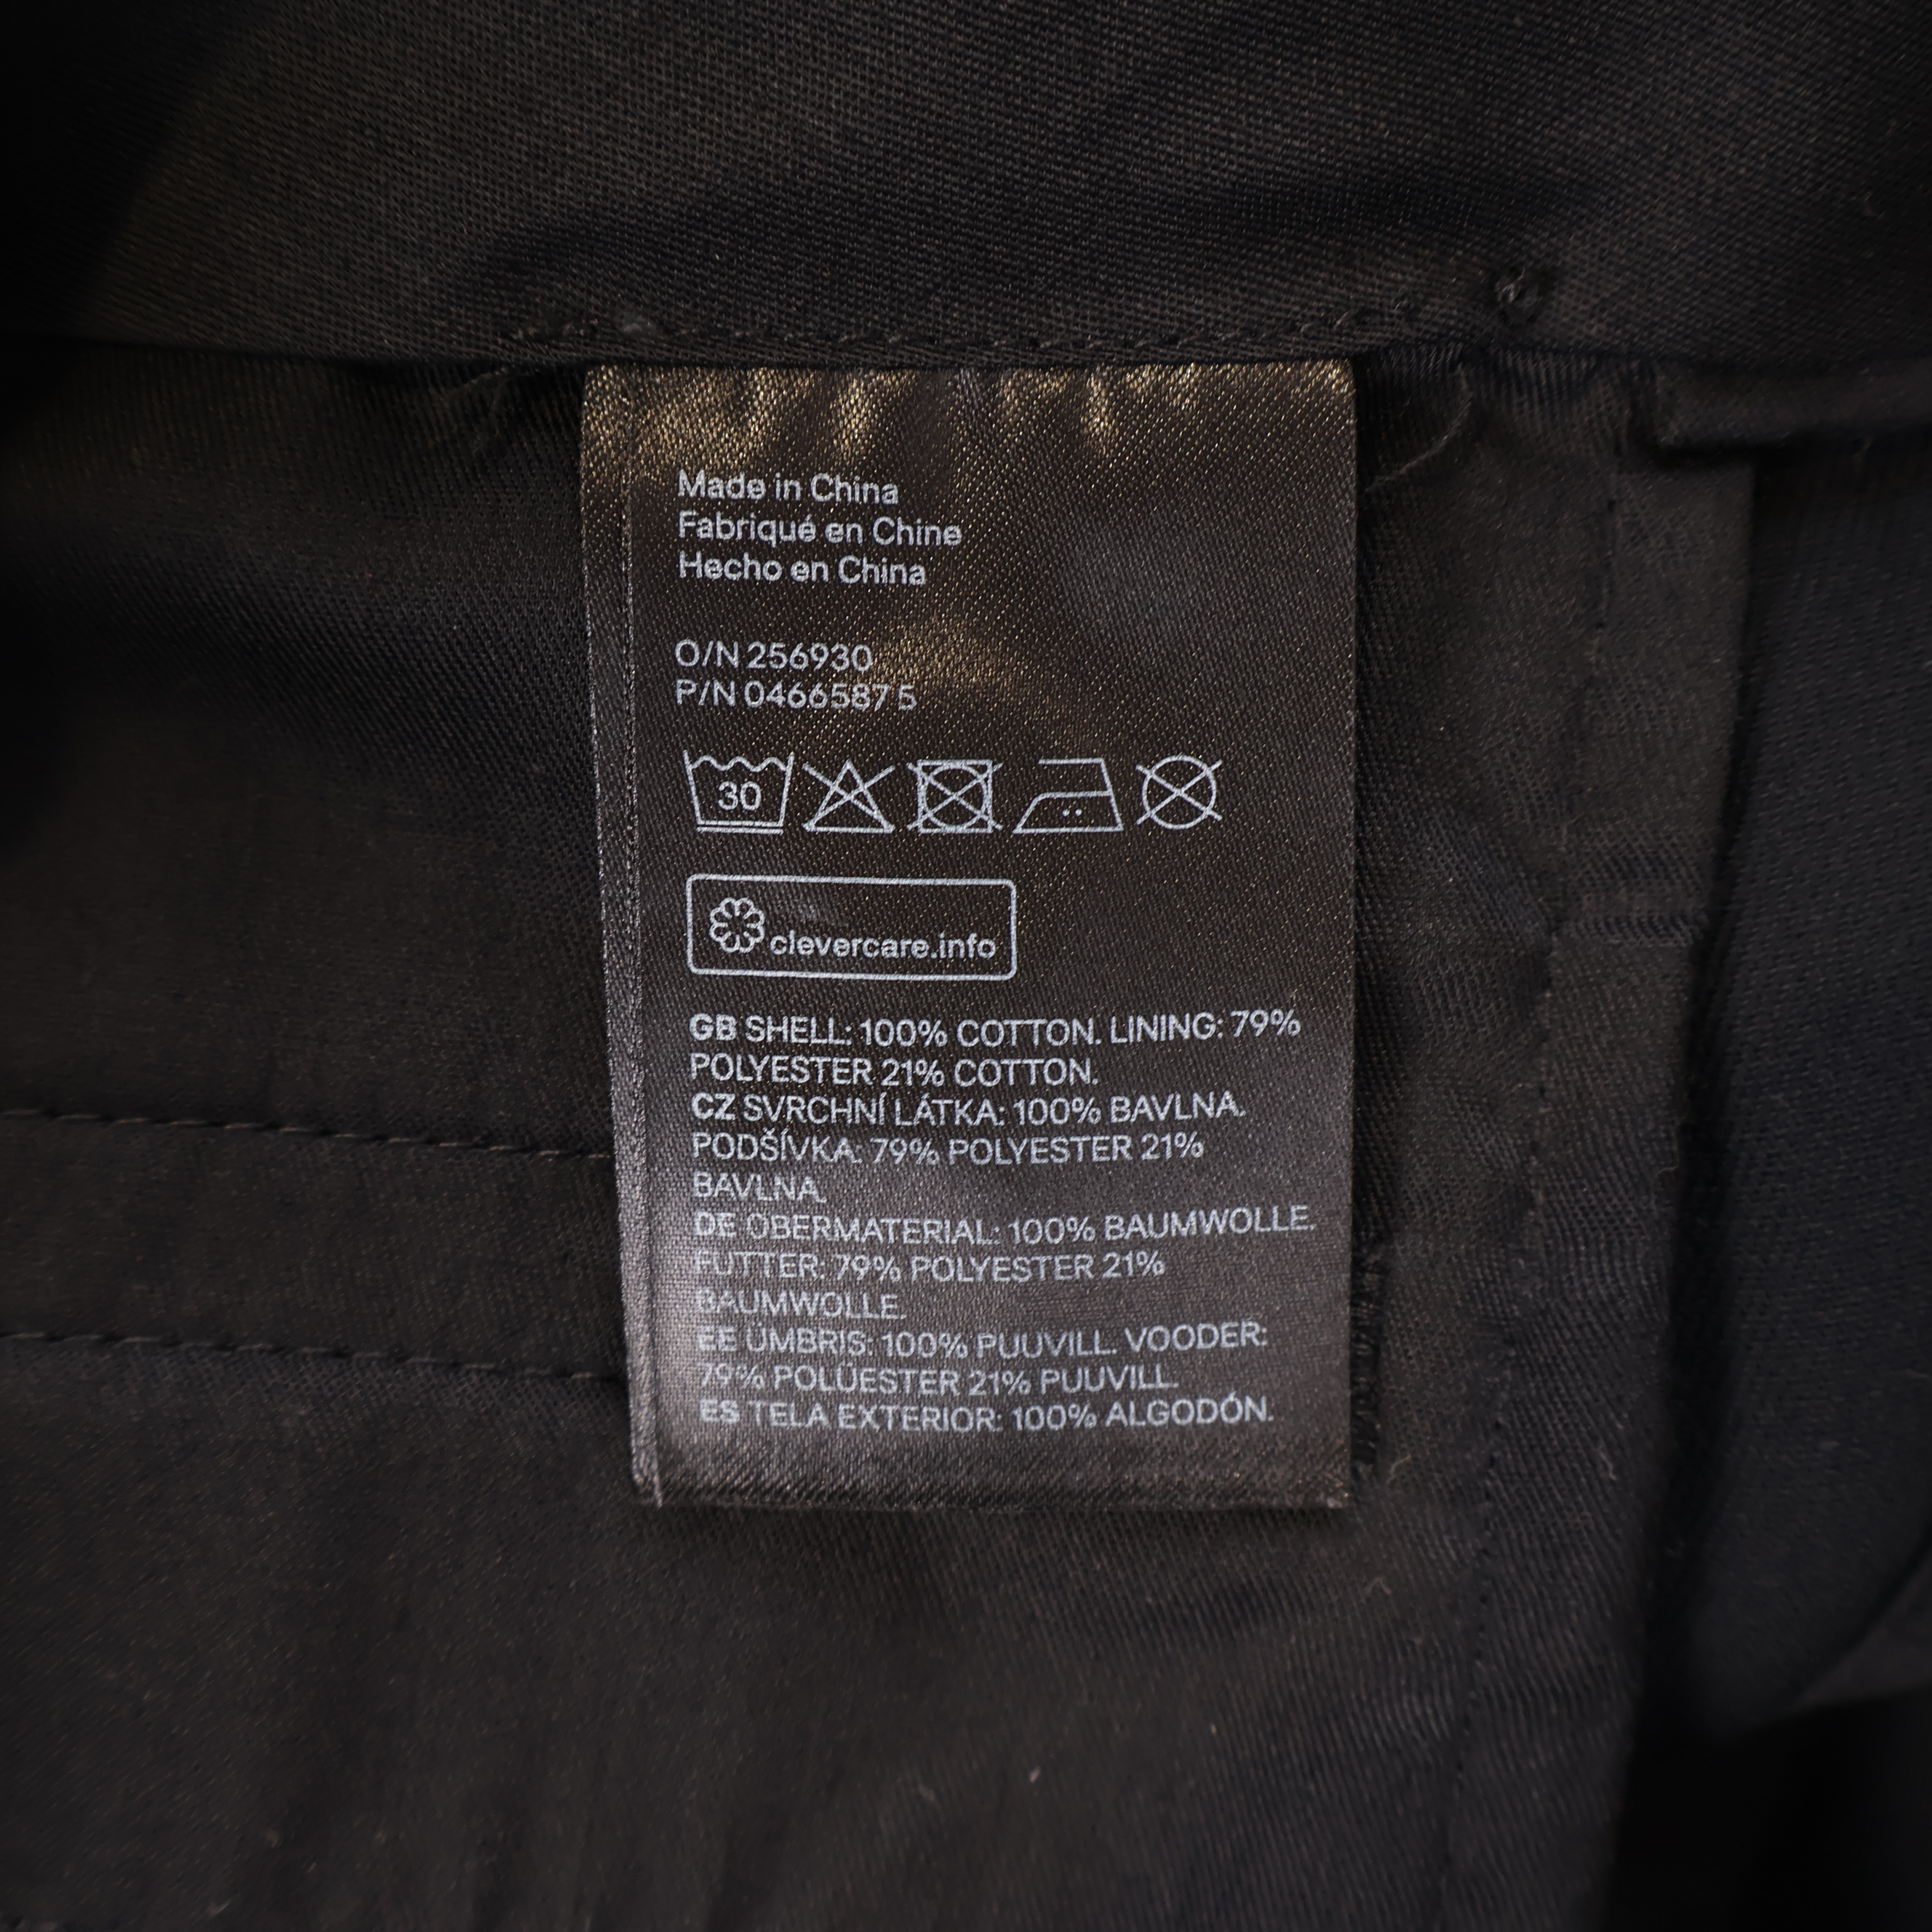 Made in China
Fabriqué en Chine
Hecho en China
O/N 256930
P/N 04665875
30
clevercare.info
GB SHELL: 100% COTTON. LINING: 79%
POLYESTER 21% COTTON.
CZ SVRCHNÍ LÁTKA: 100% BAVLNA.
PODŠÍVKA: 79% POLYESTER 21%
BAVLNA.
DE OBERMATERIAL: 100% BAUMWOLLE.
FUTTER: 79% POLYESTER 21%
BAUMWOLLE.
EE ÜMBRIS: 100% PUUVILL. VOODER:
79% POLÜESTER 21% PUUVILL.
ES TELA EXTERIOR: 100% ALGODÓN.